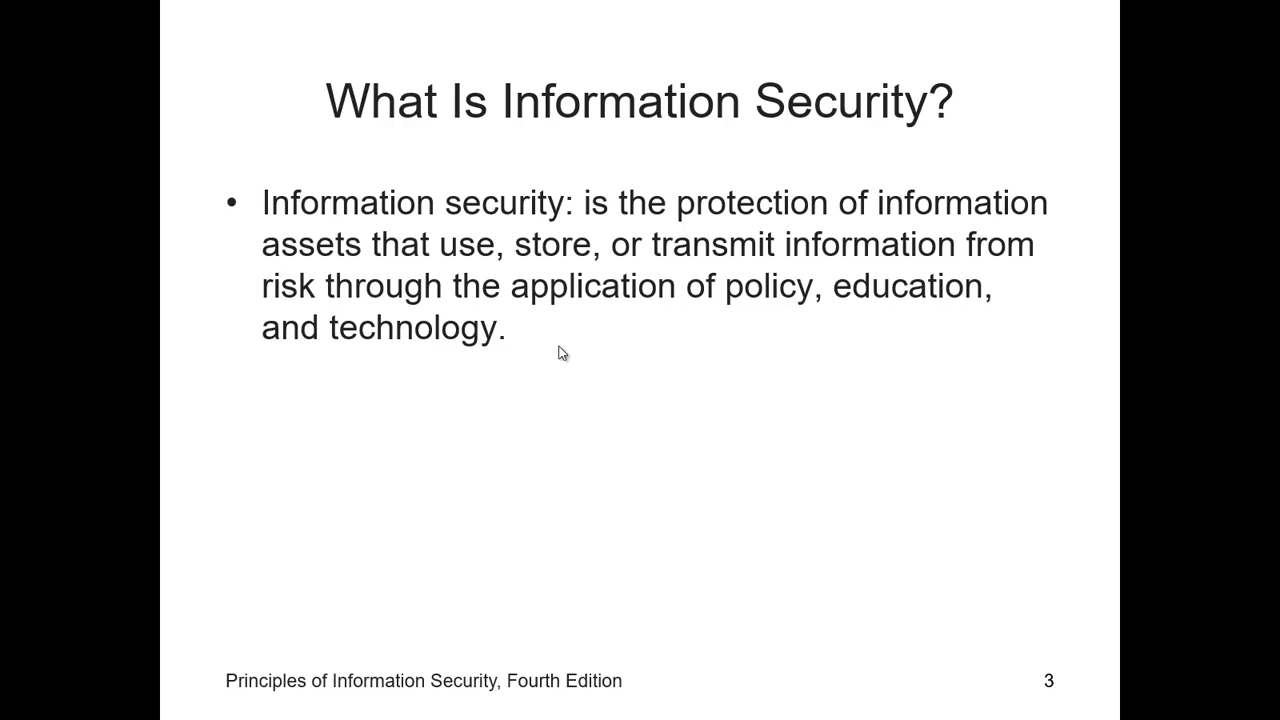 What Is Information Security?
• Information security: is the protection of information
assets that use, store, or transmit information from
risk through the application of policy, education,
and technology.
Principles of Information Security, Fourth Edition
3